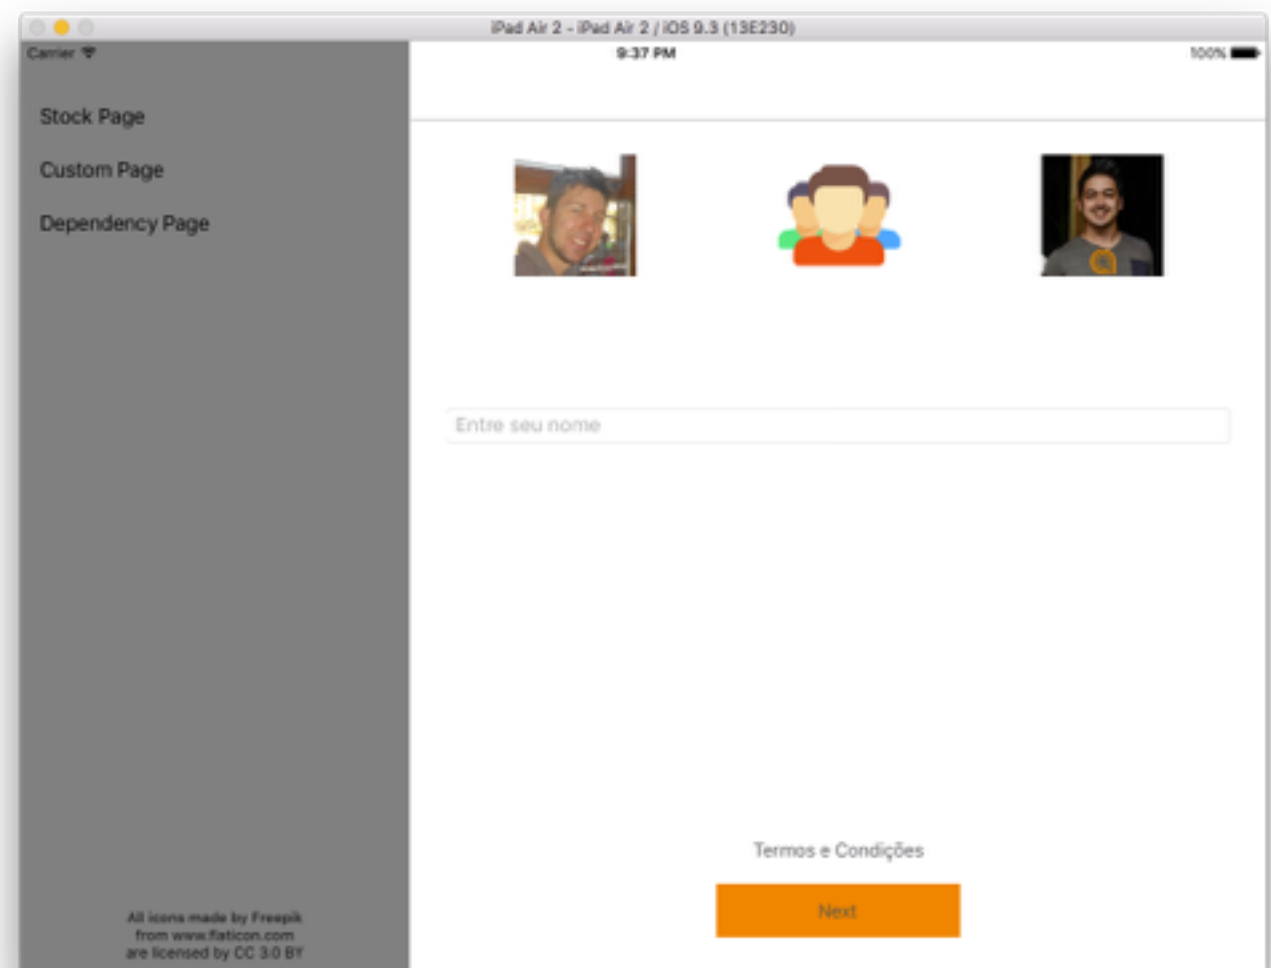 iPad Air 2 - iPad Air 2 / iOS 9.3 (13E230)
Carrier
9:37 PM
100%
Stock Page
Custom Page
Dependency Page
Entre seu nome
Termos e Condições
Next
All icons made by Freepik
from www.flaticon.com
are licensed by CC 3.0 BY